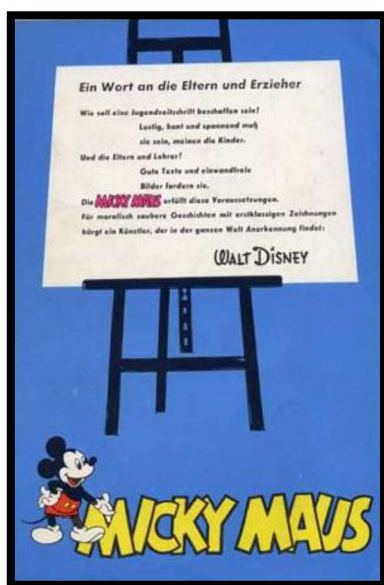 Ein Wort an die Eltern und Erzieher
Wie soll eine Jugendzeitschrift beschaffen sein?
Lustig, bunt und spannend muß
sie sein, meinen die Kinder.
Und die Eltern und Lehrer?
Gute Texte und einwandfreie
Bilder fordern sie.
Die MICKY MAUS erfüllt diese Voraussetzungen.
Für moralisch saubere Geschichten mit erstklassigen Zeichnungen
bürgt ein Künstler, der in der ganzen Welt Anerkennung findet:
WALT DISNEY
MICKY MAUS